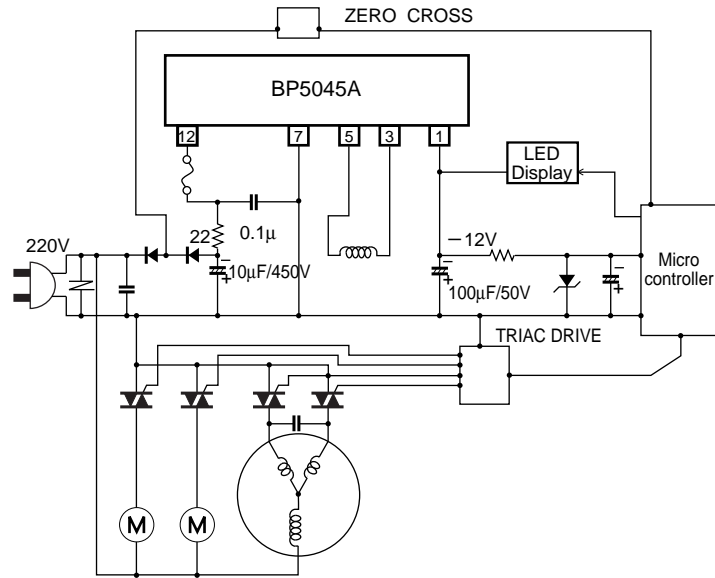 ZERO CROSS
BP5045A
12
7
5
3
1
LED
Display
0.1µ
22
220V
−
10µF/450V
+
−12V
−
100µF/50V
+
−
+
Micro
controller
TRIAC DRIVE
M
M